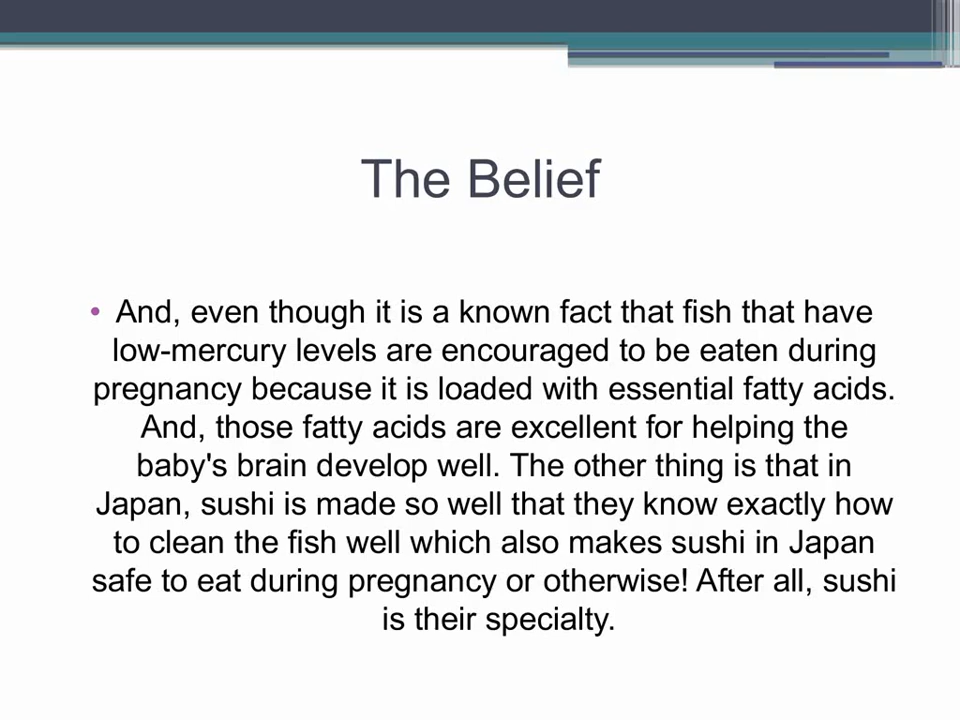 The Belief
• And, even though it is a known fact that fish that have
low-mercury levels are encouraged to be eaten during
pregnancy because it is loaded with essential fatty acids.
And, those fatty acids are excellent for helping the
baby's brain develop well. The other thing is that in
Japan, sushi is made so well that they know exactly how
to clean the fish well which also makes sushi in Japan
safe to eat during pregnancy or otherwise! After all, sushi
is their specialty.